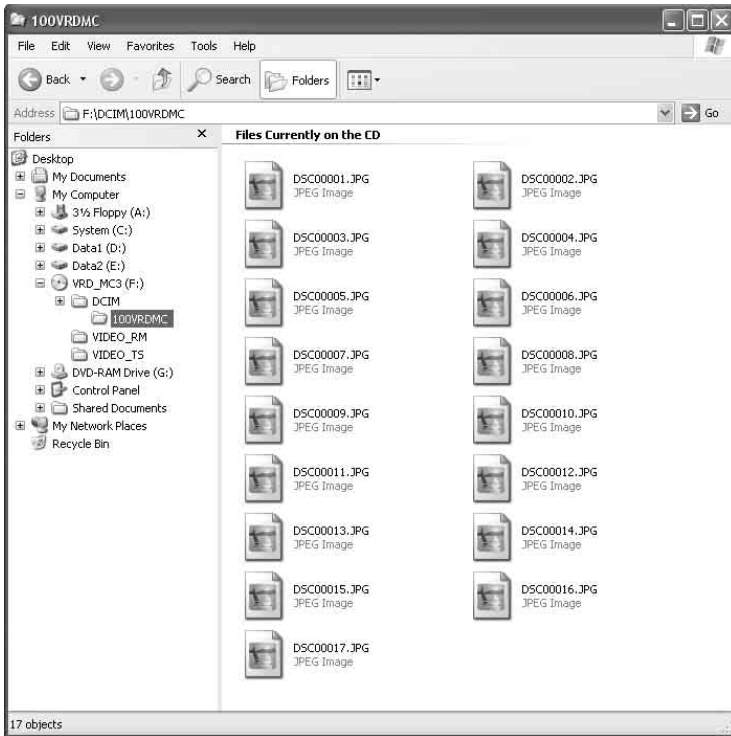 100VRDMC
File Edit View Favorites Tools Help
Back Search Folders
Address F:\DCIM\100VRDMC Go
Folders
Desktop
My Documents
My Computer
3½ Floppy (A:)
System (C:)
Data1 (D:)
Data2 (E:)
VRD_MC3 (F:)
DCIM
100VRDMC
VIDEO_RM
VIDEO_TS
DVD-RAM Drive (G:)
Control Panel
Shared Documents
My Network Places
Recycle Bin
Files Currently on the CD
DSC00001.JPG DSC00002.JPG
JPEG Image JPEG Image
DSC00003.JPG DSC00004.JPG
JPEG Image JPEG Image
DSC00005.JPG DSC00006.JPG
JPEG Image JPEG Image
DSC00007.JPG DSC00008.JPG
JPEG Image JPEG Image
DSC00009.JPG DSC00010.JPG
JPEG Image JPEG Image
DSC00011.JPG DSC00012.JPG
JPEG Image JPEG Image
DSC00013.JPG DSC00014.JPG
JPEG Image JPEG Image
DSC00015.JPG DSC00016.JPG
JPEG Image JPEG Image
DSC00017.JPG
JPEG Image
17 objects